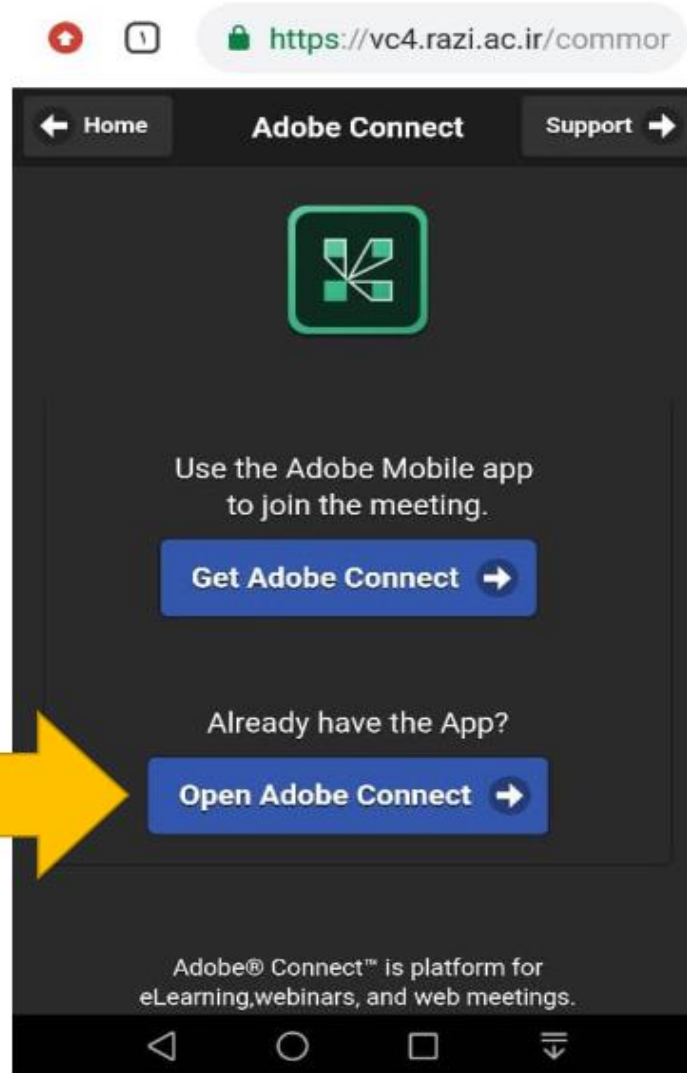 ۱
https://vc4.razi.ac.ir/commor
Home
Adobe Connect
Support
Use the Adobe Mobile app
to join the meeting.
Get Adobe Connect
Already have the App?
Open Adobe Connect
Adobe® Connect™ is platform for
eLearning,webinars, and web meetings.